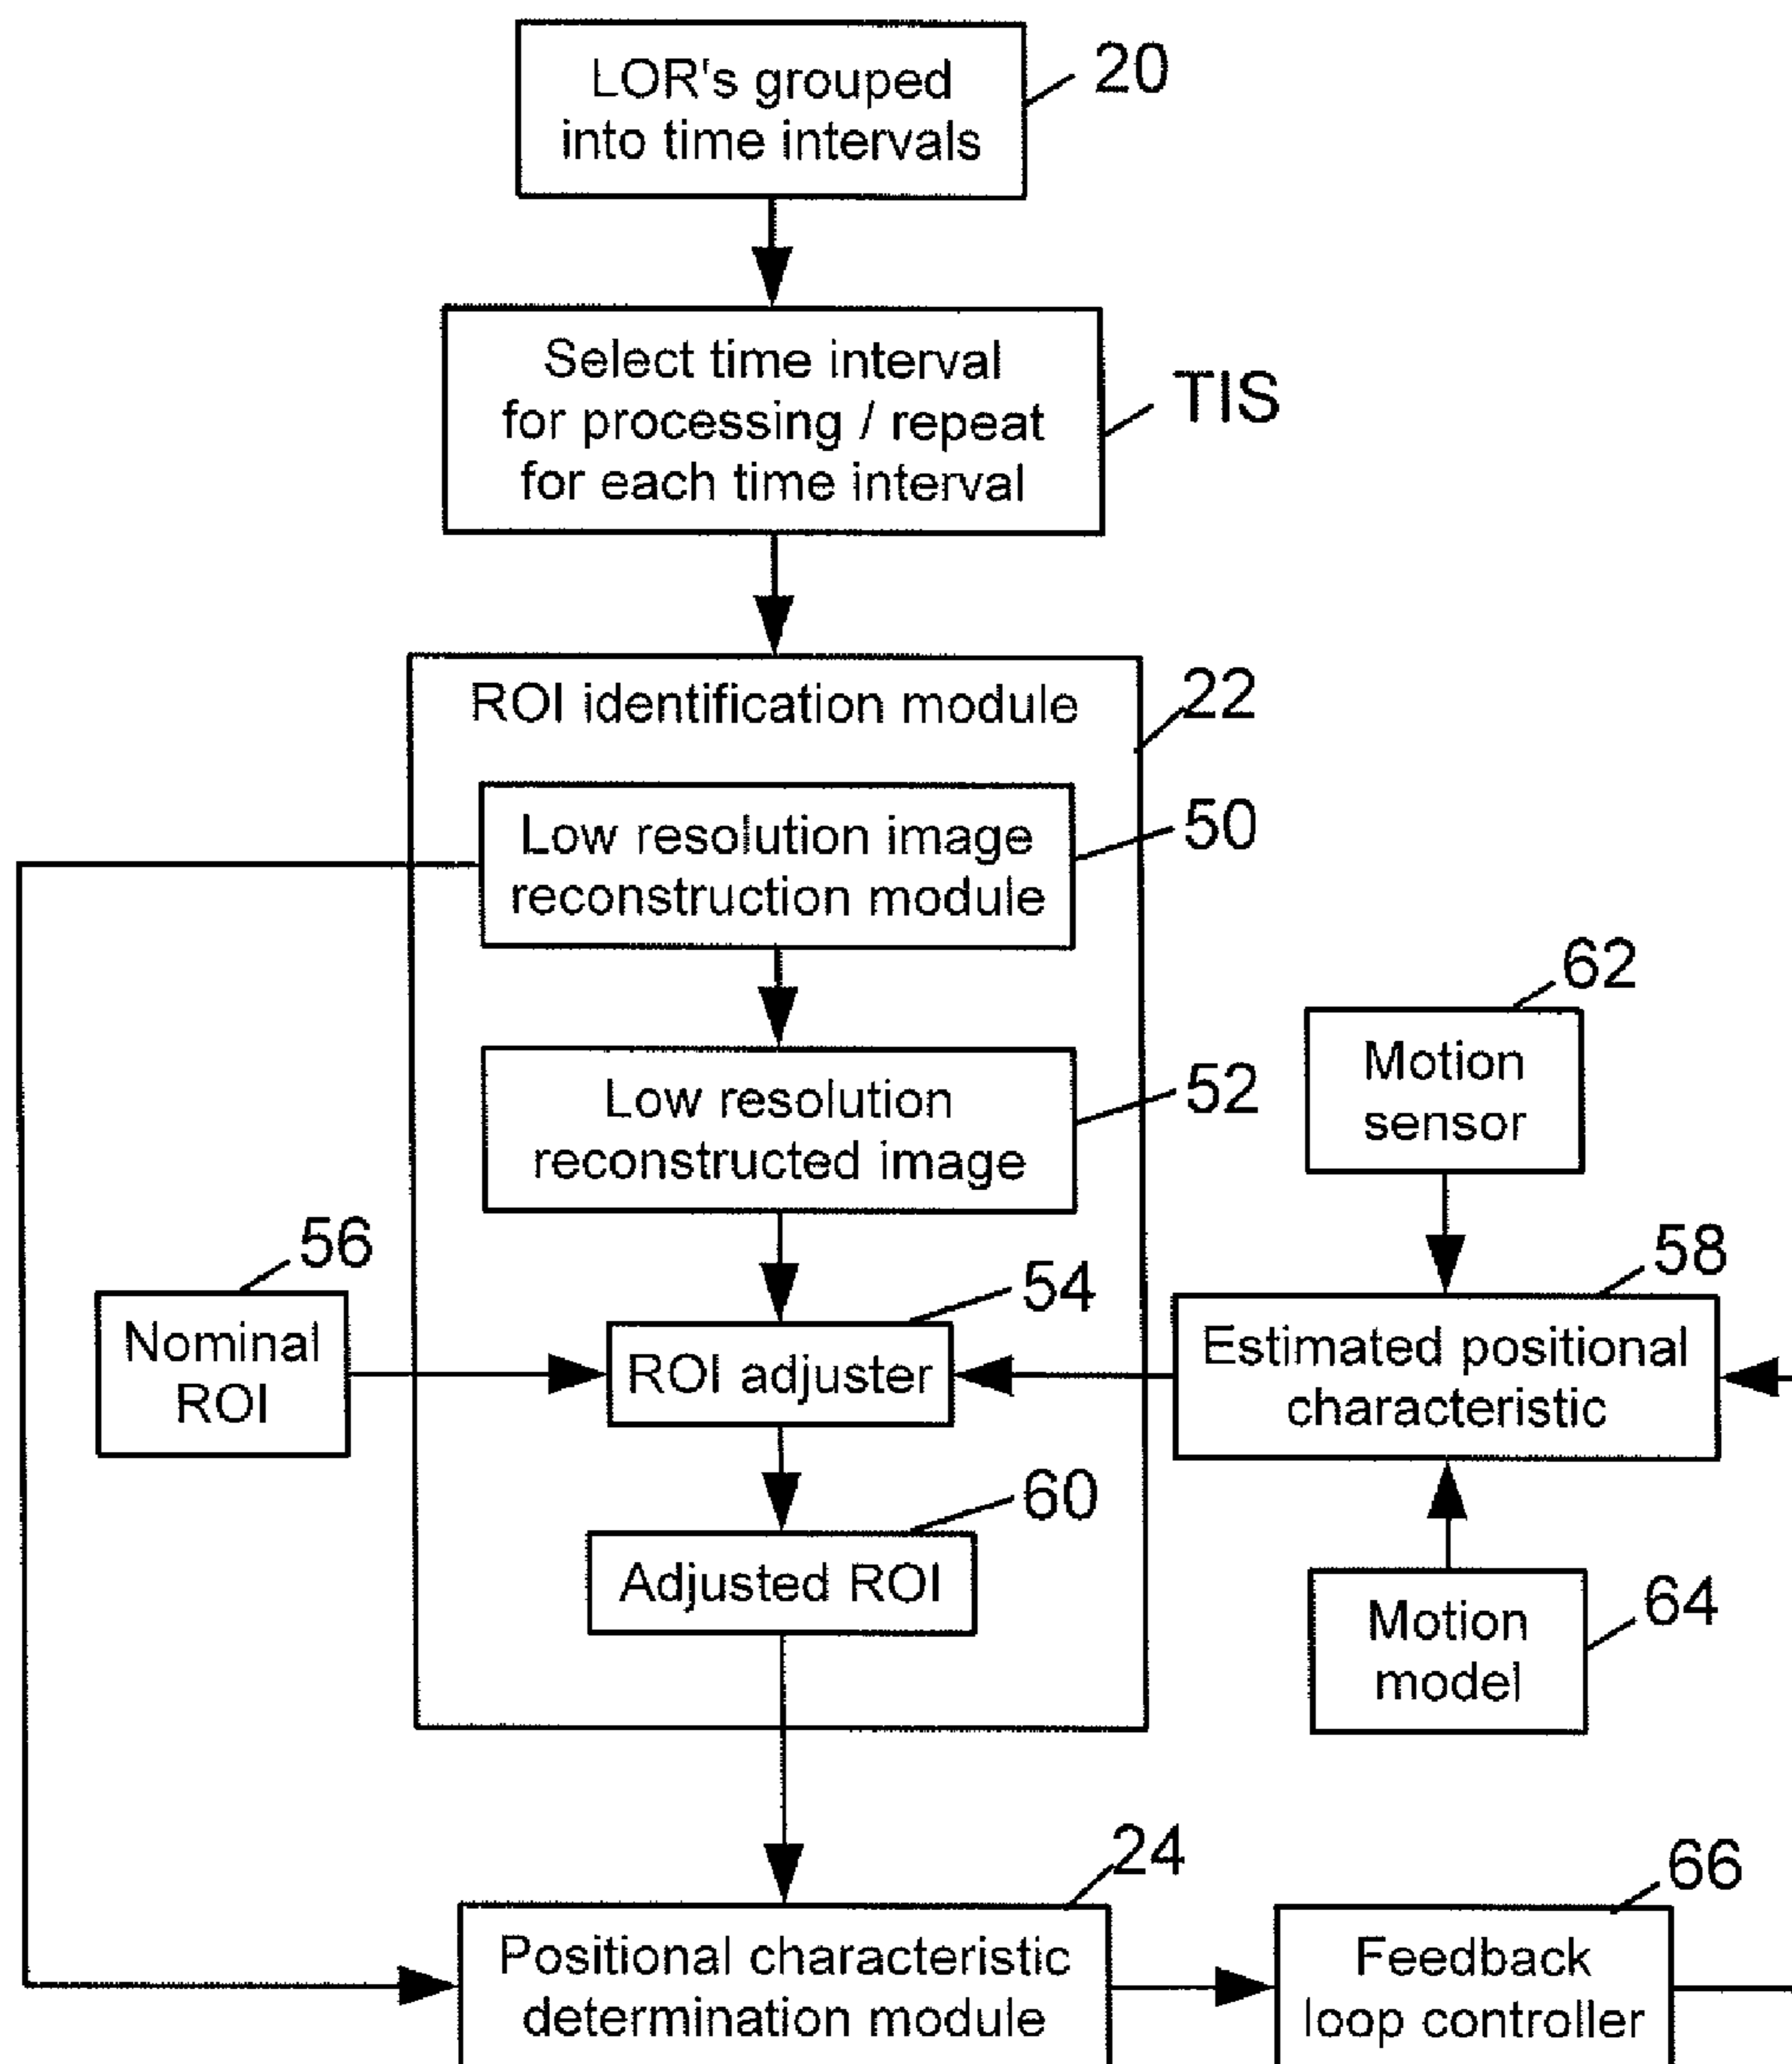 LOR's grouped
into time intervals
20
Select time interval
for processing / repeat
for each time interval
TIS
ROI identification module
22
Low resolution image
reconstruction module
50
Low resolution
reconstructed image
52
62
Motion
sensor
56
Nominal
ROI
54
ROI adjuster
58
Estimated positional
characteristic
60
Adjusted ROI
Motion
model
64
24
Positional characteristic
determination module
66
Feedback
loop controller